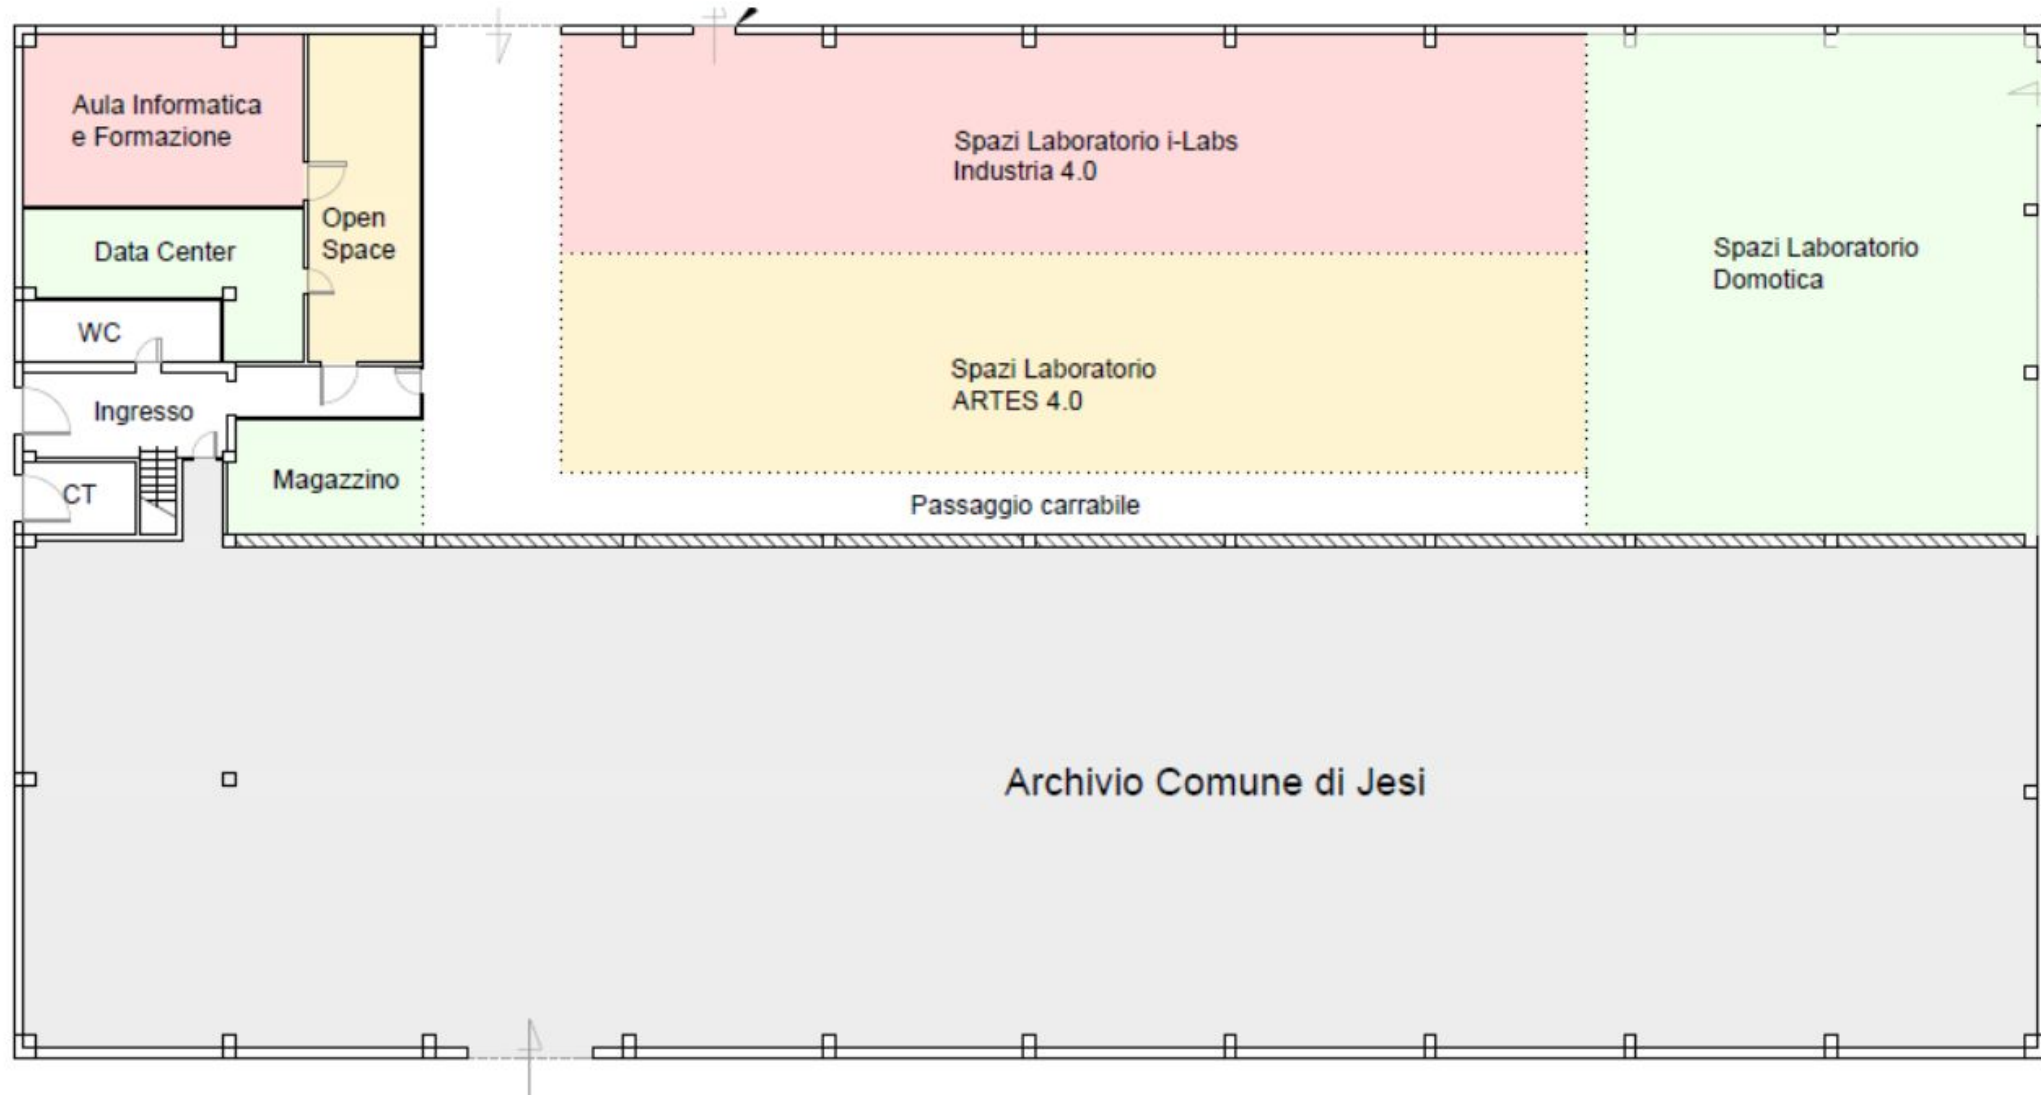 Aula Informatica
e Formazione
Spazi Laboratorio i-Labs
Industria 4.0
Open
Space
Data Center
Spazi Laboratorio
Domotica
WC
Spazi Laboratorio
ARTES 4.0
Ingresso
Magazzino
CT
Passaggio carrabile
Archivio Comune di Jesi